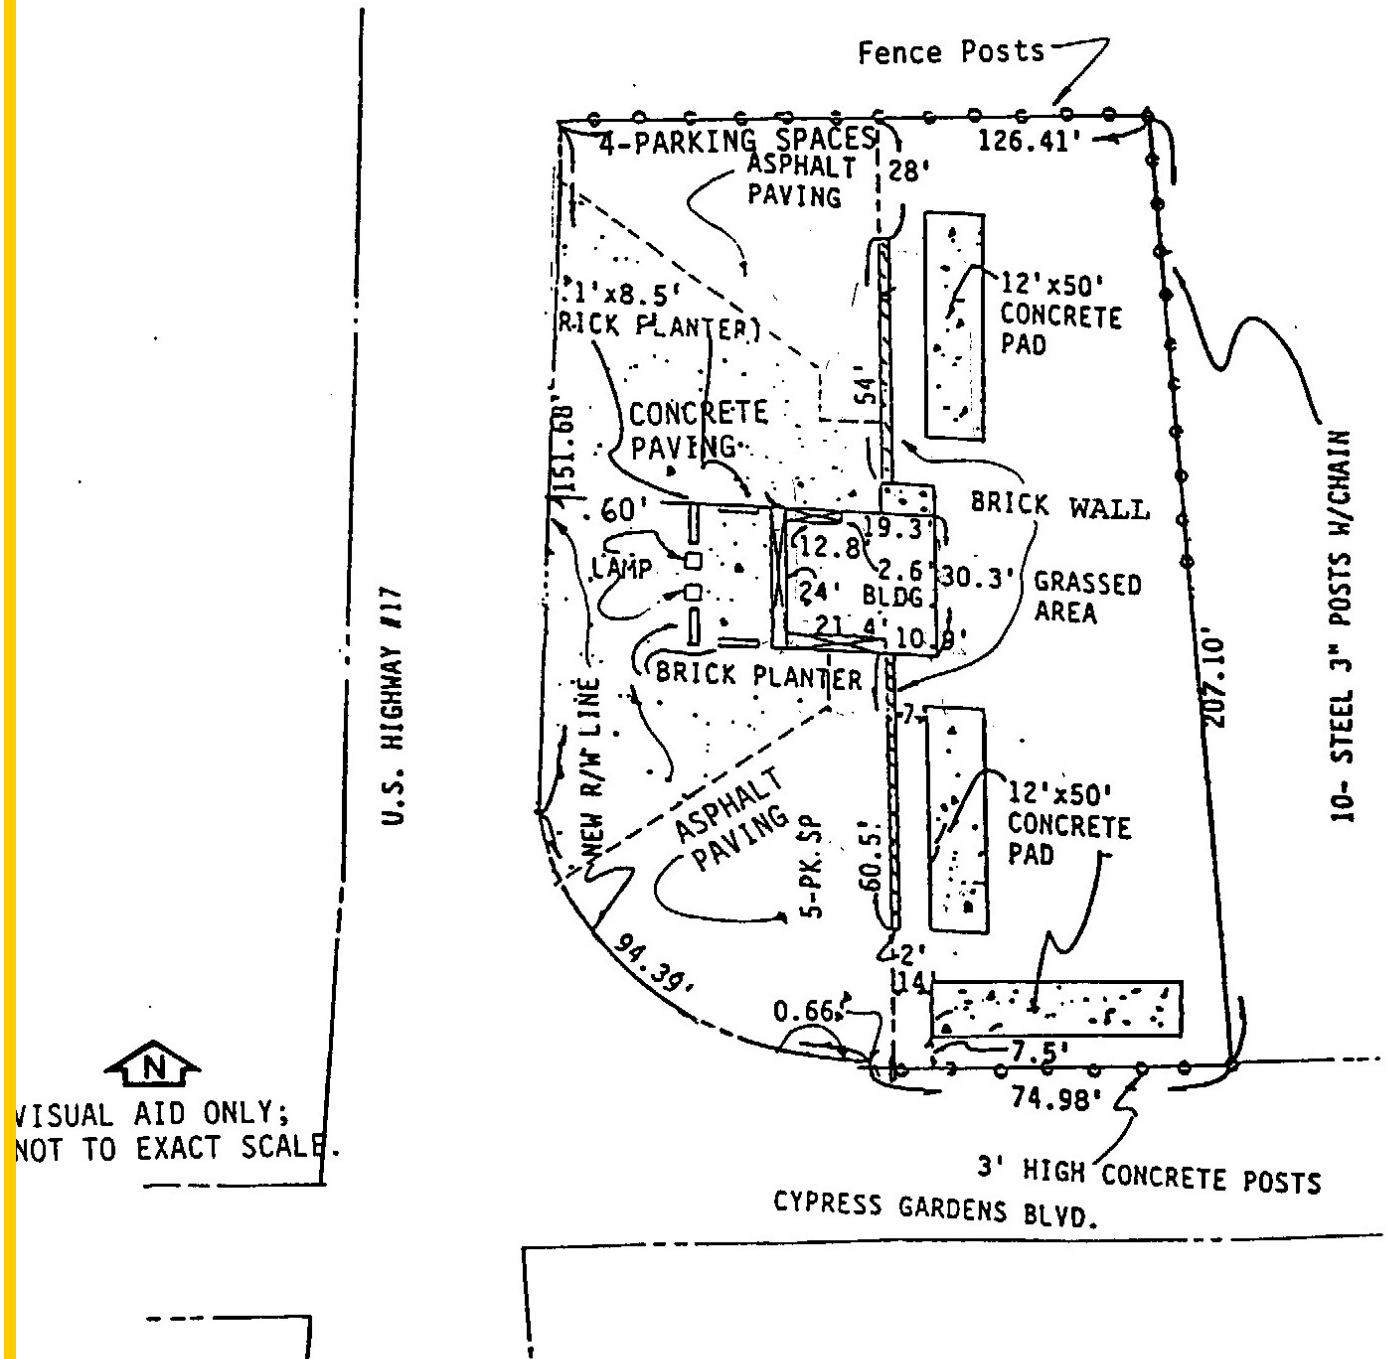 Fence Posts
4-PARKING SPACES
126.41'
ASPHALT
PAVING
28'
12'x50'
CONCRETE
PAD
1'x8.5'
RICK PLANTER)
54'
CONCRETE
PAVING
151.68'
BRICK WALL
10- STEEL 3" POSTS W/CHAIN
60'
19.3'
12.8
LAMP
2.6'
30.3'
GRASSED
AREA
24'
BLDG.
21.4'
10.9'
BRICK PLANTER
U.S. HIGHWAY #17
NEW R/W LINE
207.10'
7
ASPHALT
PAVING
5-PK.SP
60.5'
12'x50'
CONCRETE
PAD
94.39'
2'
14
0.66'
7.5'
74.98'
N
VISUAL AID ONLY;
NOT TO EXACT SCALE.
3' HIGH CONCRETE POSTS
CYPRESS GARDENS BLVD.